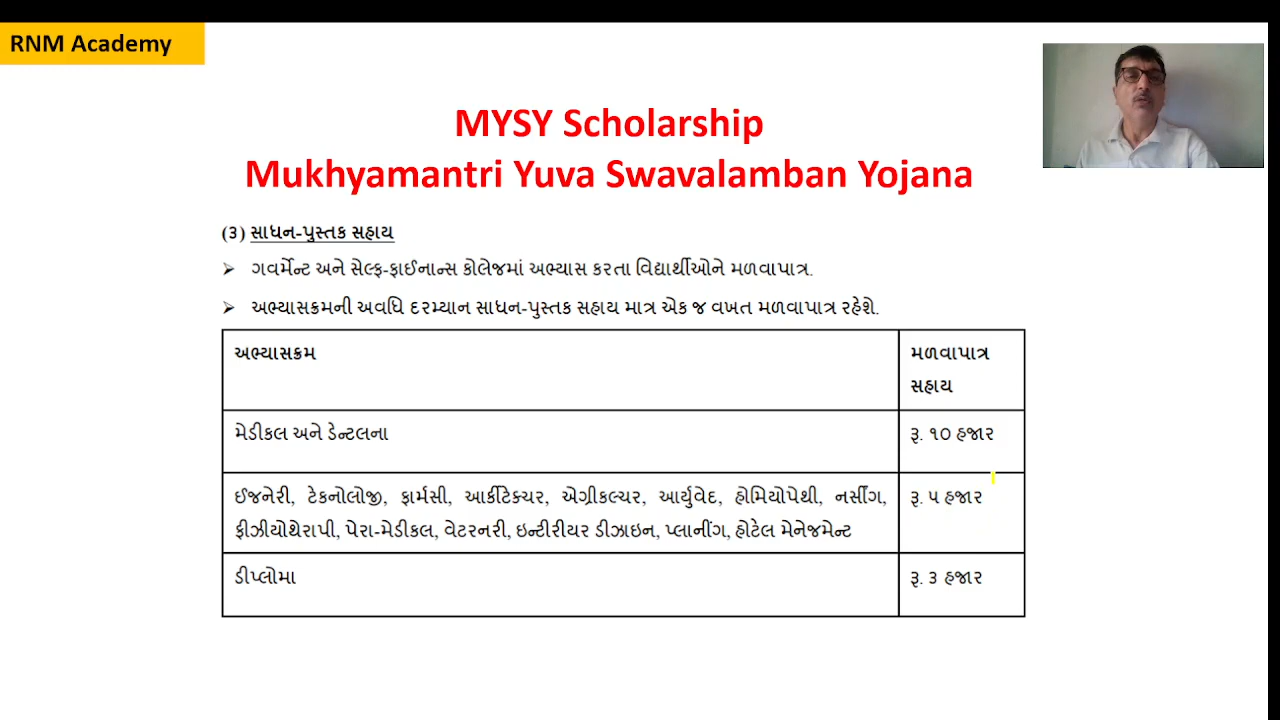 RNM Academy
MYSY Scholarship
Mukhyamantri Yuva Swavalamban Yojana
(૩) સાધન-પુસ્તક સહાય
➢ ગવર્મેન્ટ અને સેલ્ફ-ફાઈનાન્સ કોલેજમાં અભ્યાસ કરતા વિદ્યાર્થીઓને મળવાપાત્ર.
➢ અભ્યાસક્રમની અવધિ દરમ્યાન સાધન-પુસ્તક સહાય માત્ર એક જ વખત મળવાપાત્ર રહેશે.
અભ્યાસક્રમ
મળવાપાત્ર
સહાય
મેડીકલ અને ડેન્ટલના
રૂ. ૧૦ હજાર
ઈજનેરી, ટેકનોલોજી, ફાર્મસી, આર્કીટેક્ચર, એગ્રીકલ્ચર, આર્યુવેદ, હોમિયોપેથી, નર્સીંગ,
ફીઝીયોથેરાપી, પેરા-મેડીકલ, વેટરનરી, ઇન્ટીરીયર ડીઝાઇન, પ્લાનીંગ, હોટેલ મેનેજમેન્ટ
રૂ. ૫ હજાર
ડીપ્લોમા
રૂ. ૩ હજાર